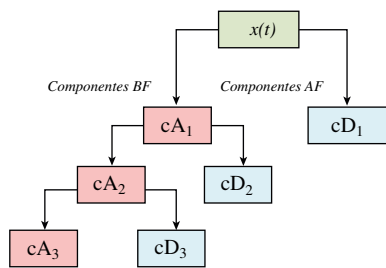 x(t)
Componentes BF
Componentes AF
cA₁
cD₁
cA₂
cD₂
cA₃
cD₃